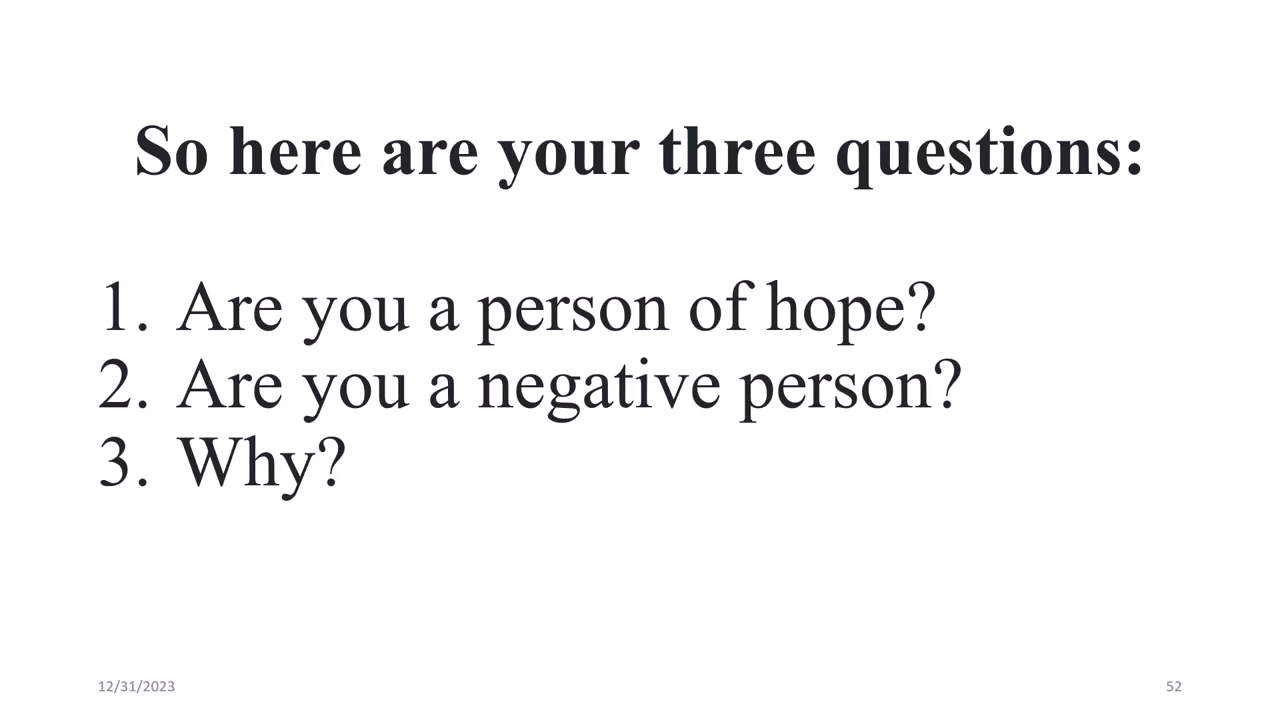 So here are your three questions:
1. Are you a person of hope?
2. Are you a negative person?
3. Why?
12/31/2023
52